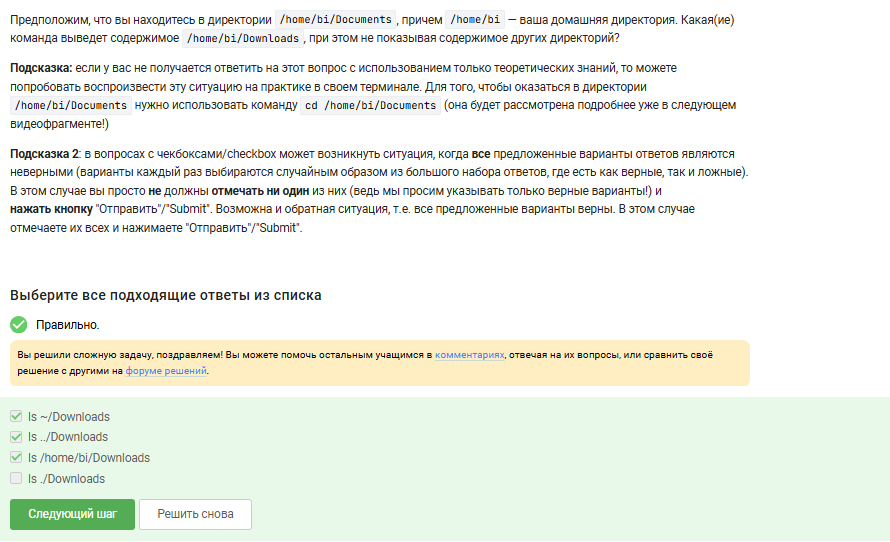 Предположим, что вы находитесь в директории /home/bi/Documents, причем /home/bi — ваша домашняя директория. Какая(ие)
команда выведет содержимое /home/bi/Downloads, при этом не показывая содержимое других директорий?
Подсказка: если у вас не получается ответить на этот вопрос с использованием только теоретических знаний, то можете
попробовать воспроизвести эту ситуацию на практике в своем терминале. Для того, чтобы оказаться в директории
/home/bi/Documents нужно использовать команду cd /home/bi/Documents (она будет рассмотрена подробнее уже в следующем
видеофрагменте!)
Подсказка 2: в вопросах с чекбоксами/checkbox может возникнуть ситуация, когда все предложенные варианты ответов являются
неверными (варианты каждый раз выбираются случайным образом из большого набора ответов, где есть как верные, так и ложные).
В этом случае вы просто не должны отмечать ни один из них (ведь мы просим указывать только верные варианты!) и
нажать кнопку "Отправить"/"Submit". Возможна и обратная ситуация, т.е. все предложенные варианты верны. В этом случае
отмечаете их всех и нажимаете "Отправить"/"Submit".
Выберите все подходящие ответы из списка
Правильно.
Вы решили сложную задачу, поздравляем! Вы можете помочь остальным учащимся в комментариях, отвечая на их вопросы, или сравнить своё
решение с другими на форуме решений.
ls ~/Downloads
ls ../Downloads
ls /home/bi/Downloads
ls ./Downloads
Следующий шаг
Решить снова